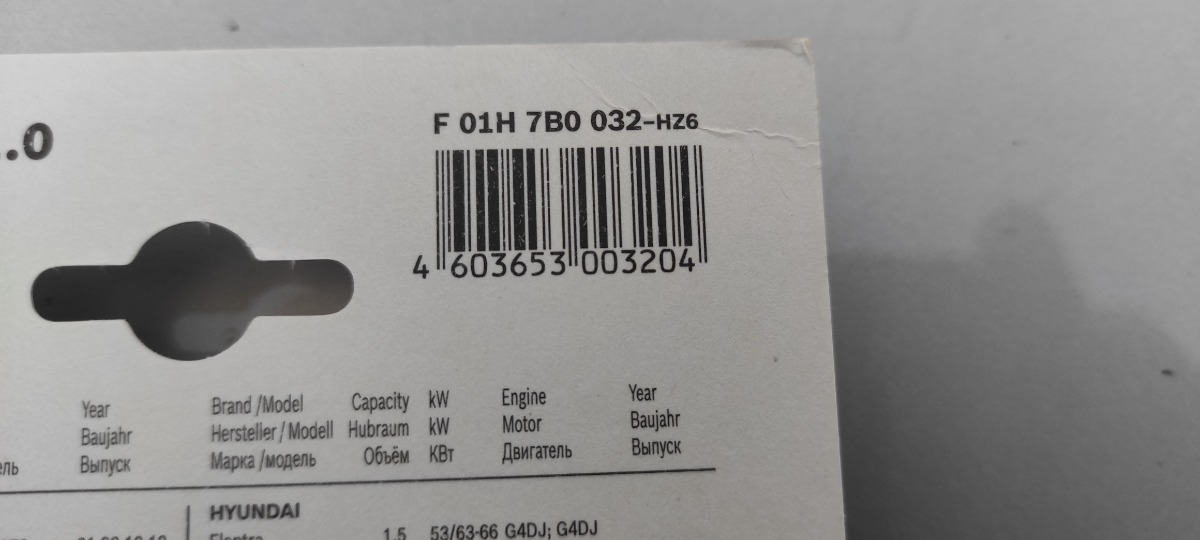 F 01H 7B0 032-HZ6
.0
4 603653 003204
Year Brand /Model Capacity kW Engine Year
Baujahr Hersteller / Modell Hubraum kW Motor Baujahr
Выпуск Марка /модель Объём КВт Двигатель Выпуск
HYUNDAI
1.5 53/63-66 G4DJ; G4DJ